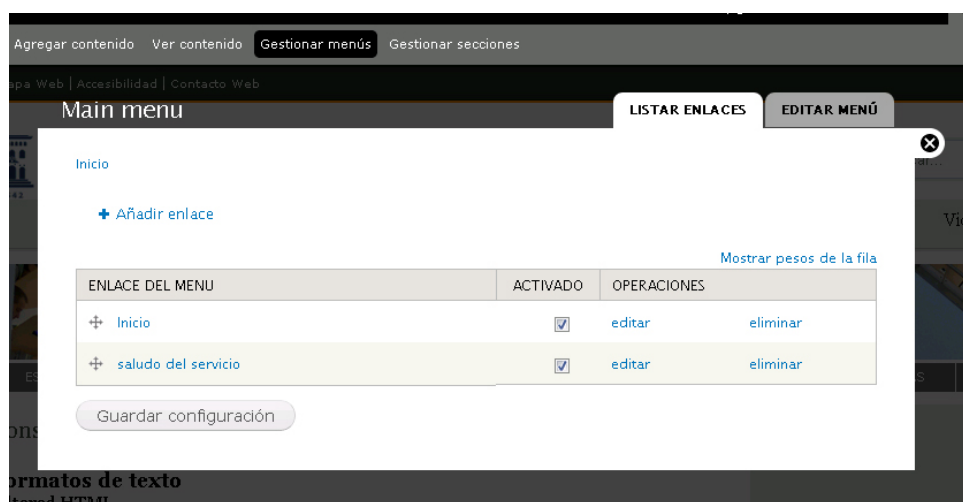 Agregar contenido Ver contenido Gestionar menús Gestionar secciones
Web | Accesibilidad | Contacto Web
Main menu LISTAR ENLACES EDITAR MENÚ
Inicio
+ Añadir enlace
Mostrar pesos de la fila
ENLACE DEL MENU ACTIVADO OPERACIONES
Inicio editar eliminar
saludo del servicio editar eliminar
Guardar configuración
ormatos de texto